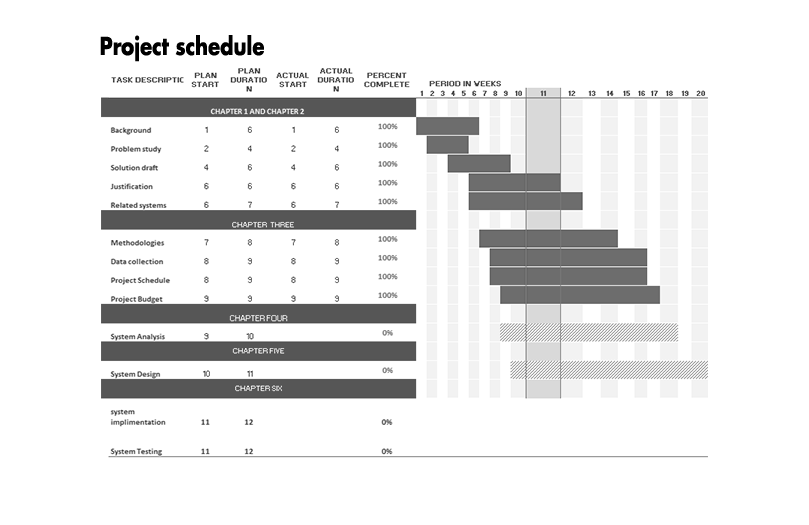 Project schedule
TASK DESCRIPTIC PLAN START PLAN DURATIO N ACTUAL START ACTUAL DURATIO N PERCENT COMPLETE PERIOD IN WEEKS
1 2 3 4 5 6 7 8 9 10 11 12 13 14 15 16 17 18 19 20
CHAPTER 1 AND CHAPTER 2
Background 1 6 1 6 100%
Problem study 2 4 2 4 100%
Solution draft 4 6 4 6 100%
Justification 6 6 6 6 100%
Related systems 6 7 6 7 100%
CHAPTER THREE
Methodologies 7 8 7 8 100%
Data collection 8 9 8 9 100%
Project Schedule 8 9 8 9 100%
Project Budget 9 9 9 9 100%
CHAPTER FOUR
System Analysis 9 10 0%
CHAPTER FIVE
System Design 10 11 0%
CHAPTER SIX
system
implimentation 11 12 0%
System Testing 11 12 0%